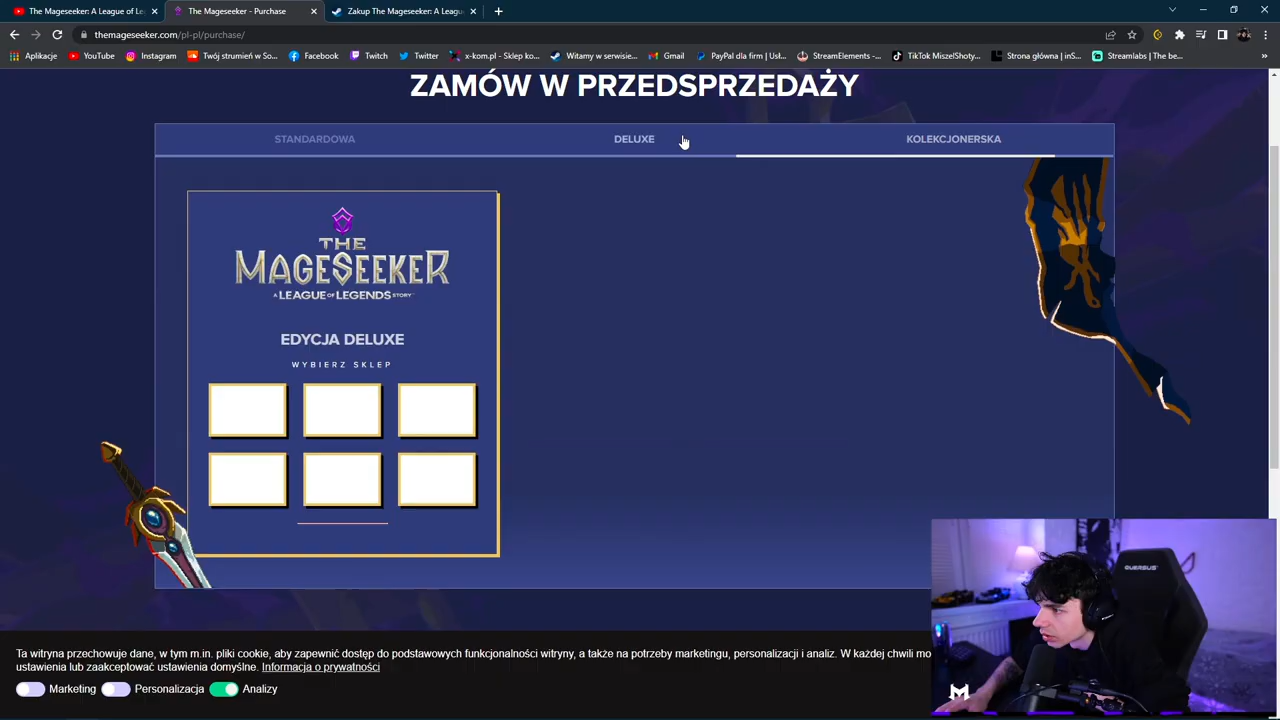 The Mageseeker: A League of Le
The Mageseeker - Purchase
Zakup The Mageseeker: A Leagu
themageseeker.com/pl-pl/purchase/
Aplikacje
YouTube
Instagram
Twój strumień w So...
Facebook
Twitch
Twitter
x-kom.pl - Sklep ko...
Witamy w serwisie...
Gmail
PayPal dla firm | Ust...
StreamElements -...
TikTok MiszelShoty...
Strona główna | inS...
Streamlabs | The be...
ZAMÓW W PRZEDSPRZEDAŻY
STANDARDOWA
DELUXE
KOLEKCJONERSKA
THE
MAGESEEKER
A LEAGUE OF LEGENDS STORY
EDYCJA DELUXE
WYBIERZ SKLEP
Ta witryna przechowuje dane, w tym m.in. pliki cookie, aby zapewnić dostęp do podstawowych funkcjonalności witryny, a także na potrzeby marketingu, personalizacji i analiz. W każdej chwili mo
ustawienia lub zaakceptować ustawienia domyślne. Informacja o prywatności
Marketing
Personalizacja
Analizy